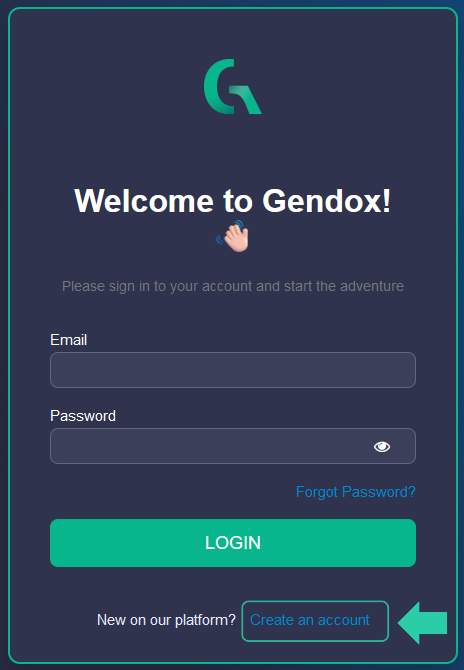 Welcome to Gendox!
Please sign in to your account and start the adventure
Email
Password
Forgot Password?
LOGIN
New on our platform? Create an account